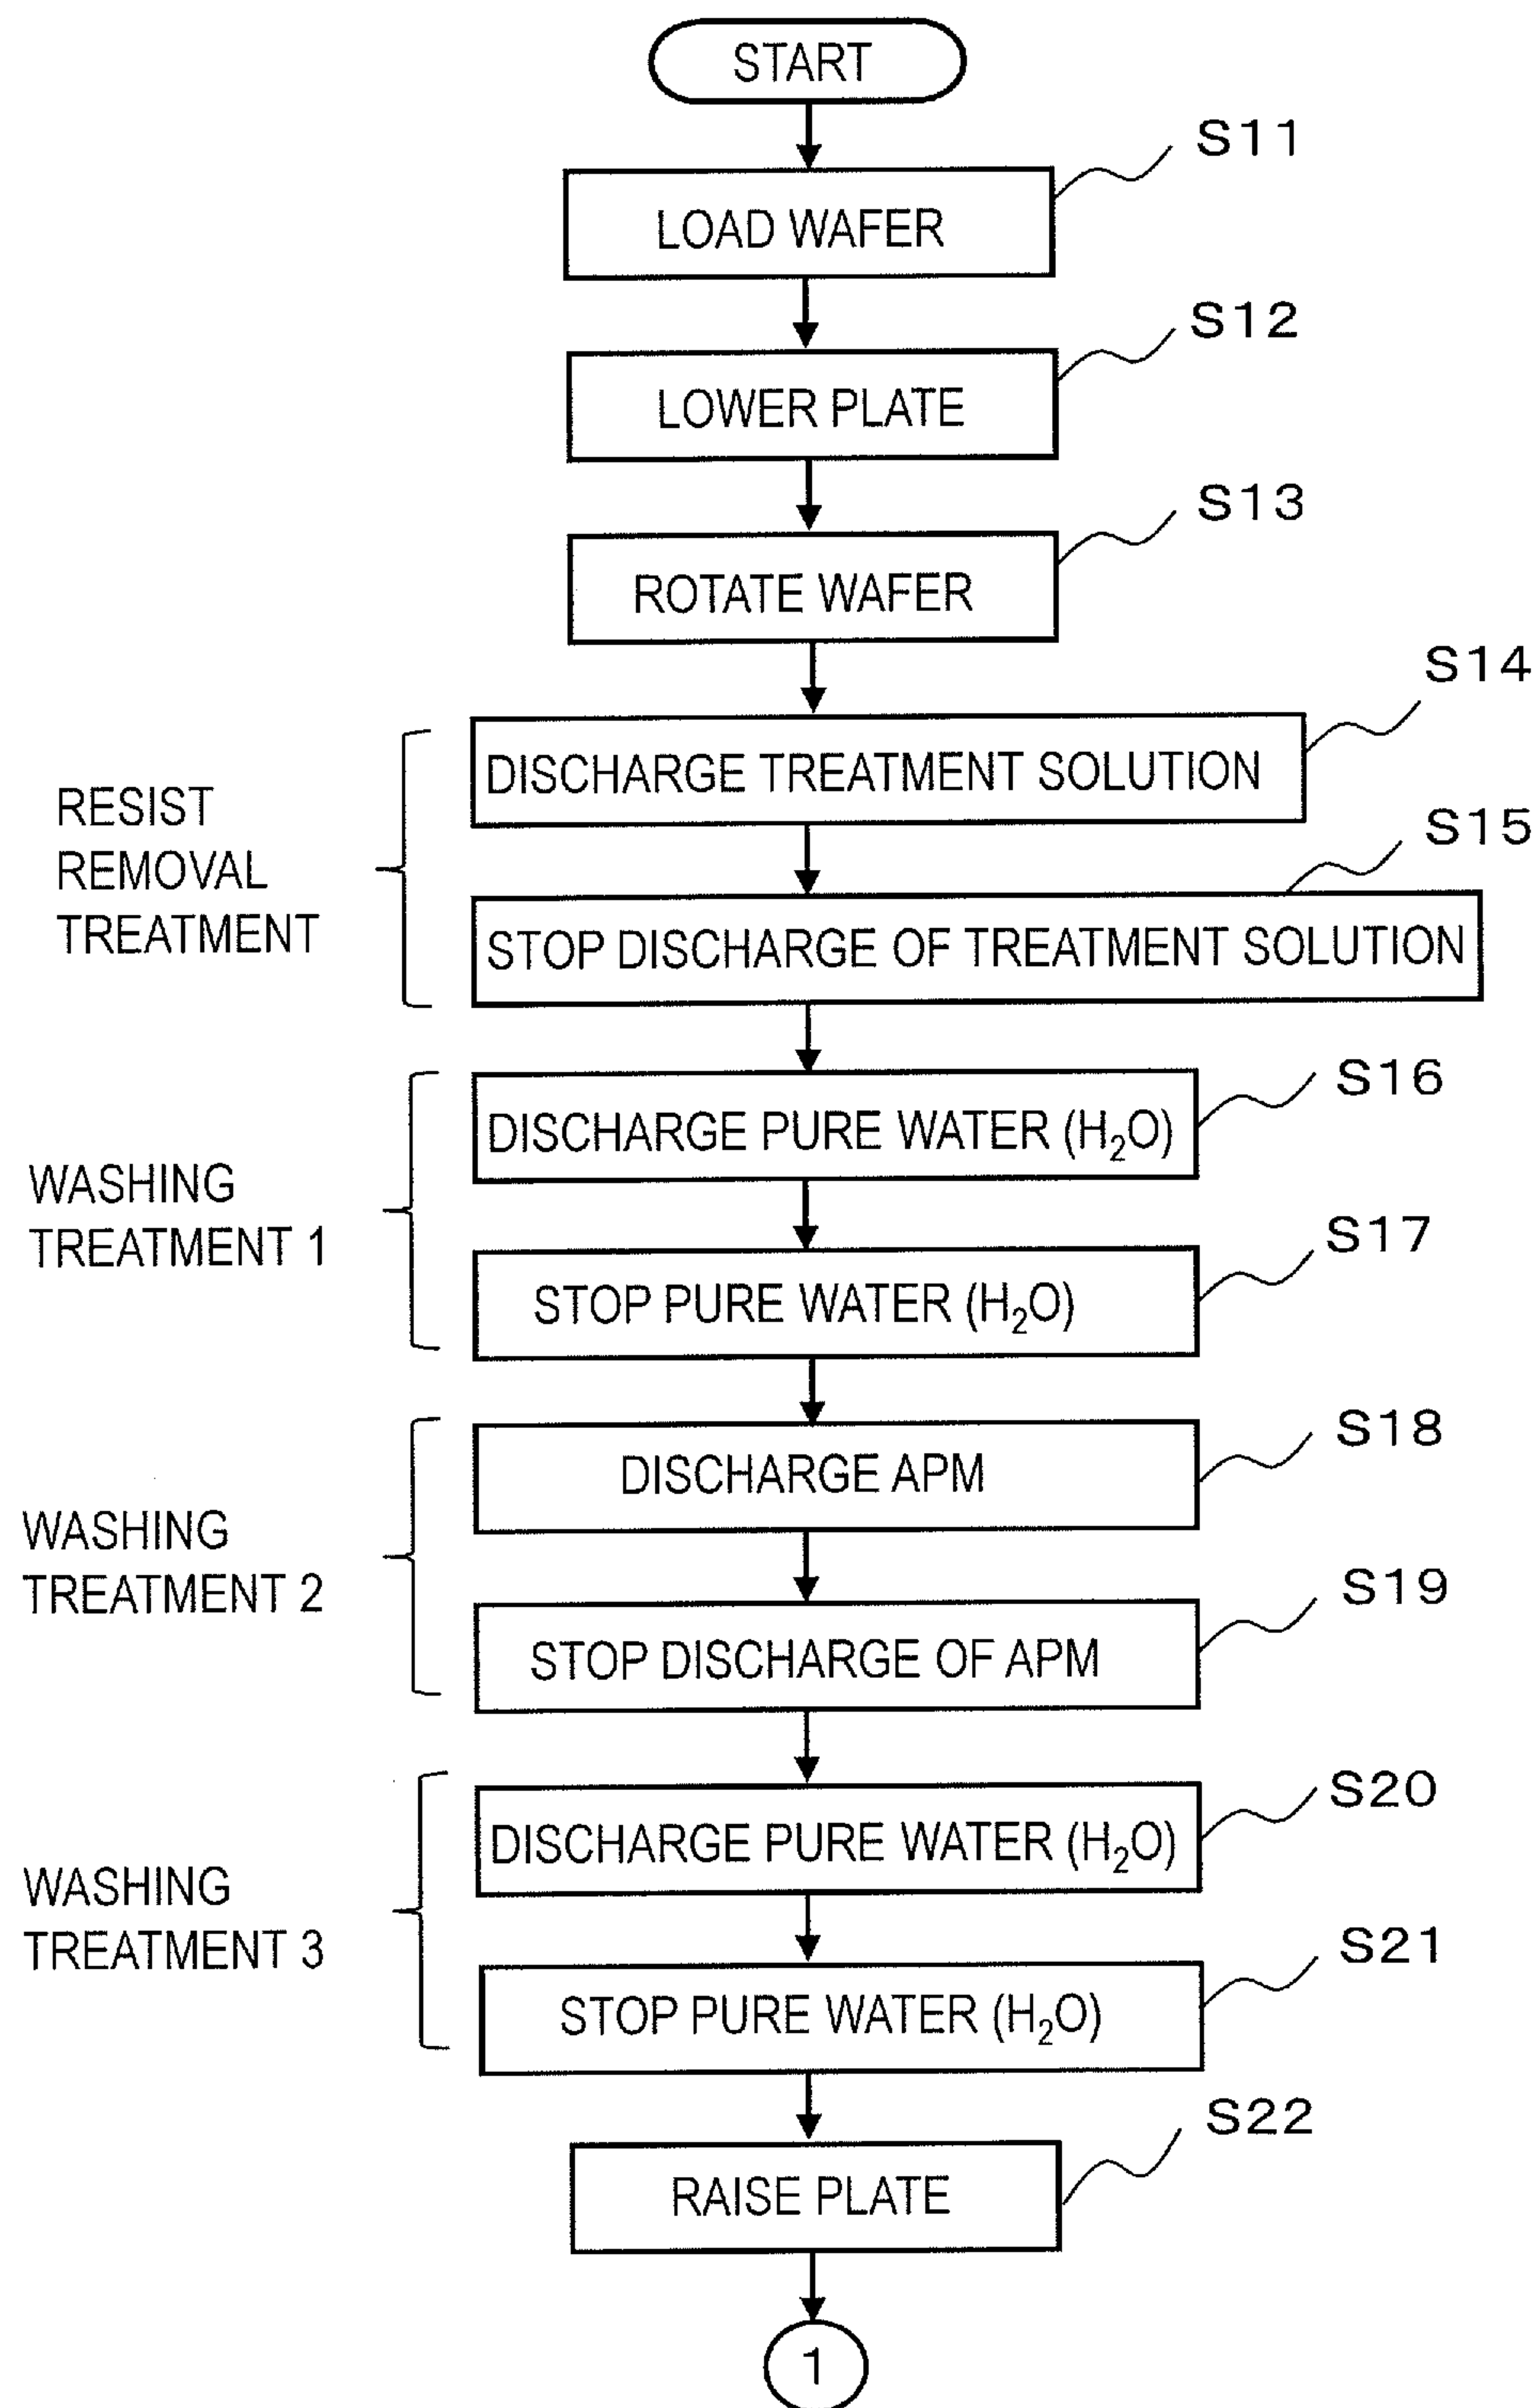 START
S11
LOAD WAFER
S12
LOWER PLATE
S13
ROTATE WAFER
S14
DISCHARGE TREATMENT SOLUTION
RESIST
REMOVAL
TREATMENT
S15
STOP DISCHARGE OF TREATMENT SOLUTION
S16
DISCHARGE PURE WATER (H₂O)
WASHING
TREATMENT 1
S17
STOP PURE WATER (H₂O)
S18
DISCHARGE APM
WASHING
TREATMENT 2
S19
STOP DISCHARGE OF APM
S20
DISCHARGE PURE WATER (H₂O)
WASHING
TREATMENT 3
S21
STOP PURE WATER (H₂O)
S22
RAISE PLATE
1